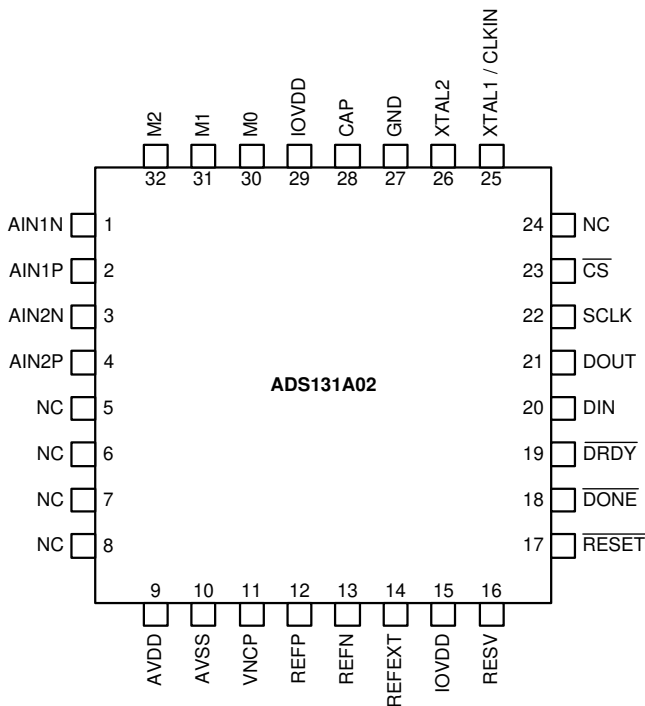 M2
M1
M0
IOVDD
CAP
GND
XTAL2
XTAL1 / CLKIN
32
31
30
29
28
27
26
25
AIN1N 1
24 NC
AIN1P 2
23 CS
AIN2N 3
22 SCLK
AIN2P 4
21 DOUT
ADS131A02
NC 5
20 DIN
NC 6
19 DRDY
NC 7
18 DONE
NC 8
17 RESET
9
10
11
12
13
14
15
16
AVDD
AVSS
VNCP
REFP
REFN
REFEXT
IOVDD
RESV